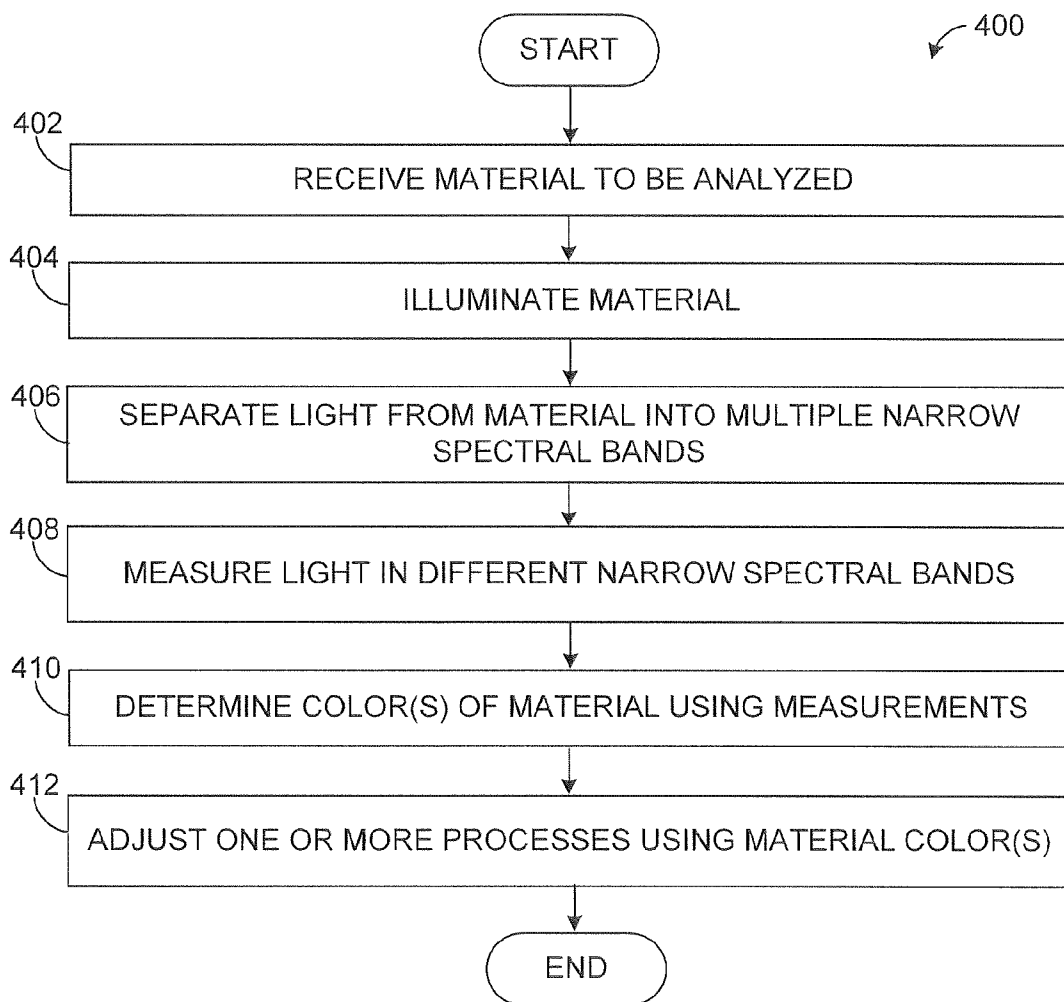 START
400
402
RECEIVE MATERIAL TO BE ANALYZED
404
ILLUMINATE MATERIAL
406
SEPARATE LIGHT FROM MATERIAL INTO MULTIPLE NARROW
SPECTRAL BANDS
408
MEASURE LIGHT IN DIFFERENT NARROW SPECTRAL BANDS
410
DETERMINE COLOR(S) OF MATERIAL USING MEASUREMENTS
412
ADJUST ONE OR MORE PROCESSES USING MATERIAL COLOR(S)
END